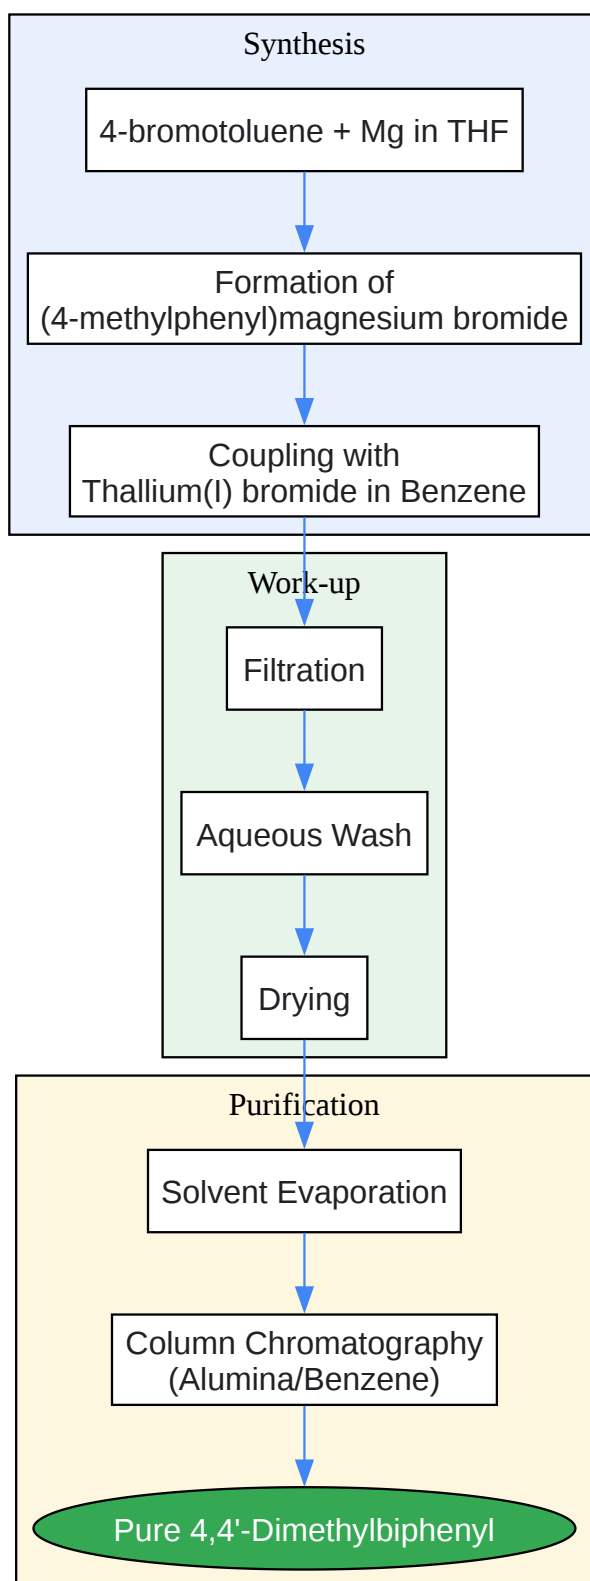 Synthesis
4-bromotoluene + Mg in THF
Formation of
(4-methylphenyl)magnesium bromide
Coupling with
Thallium(I) bromide in Benzene
Work-up
Filtration
Aqueous Wash
Drying
Purification
Solvent Evaporation
Column Chromatography
(Alumina/Benzene)
Pure 4,4'-Dimethylbiphenyl